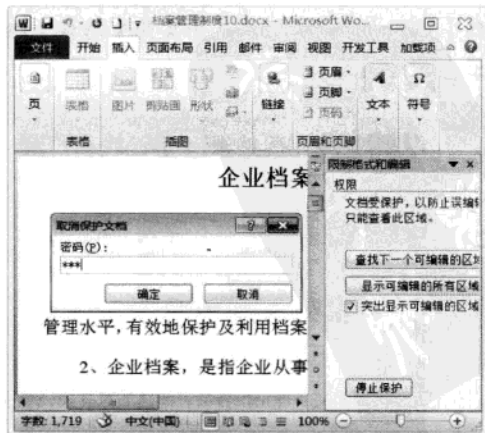 档案管理制度10.docx - Microsoft Wo...
文件 开始 插入 页面布局 引用 邮件 审阅 视图 开发工具 加载项
页 表格 图片 剪贴画 形状 链接 页眉 页脚 页码 文本 符号
表格 插图 页眉和页脚
企业档案
限制格式和编辑
权限
文档受保护，以防止误编辑
只能查看此区域。
查找下一个可编辑的区域
显示可编辑的所有区域
突出显示可编辑的区域
停止保护
取消保护文档
密码(P):
***
确定 取消
管理水平，有效地保护及利用档案
2、企业档案，是指企业从事
字数: 1,719 中文(中国) 100%